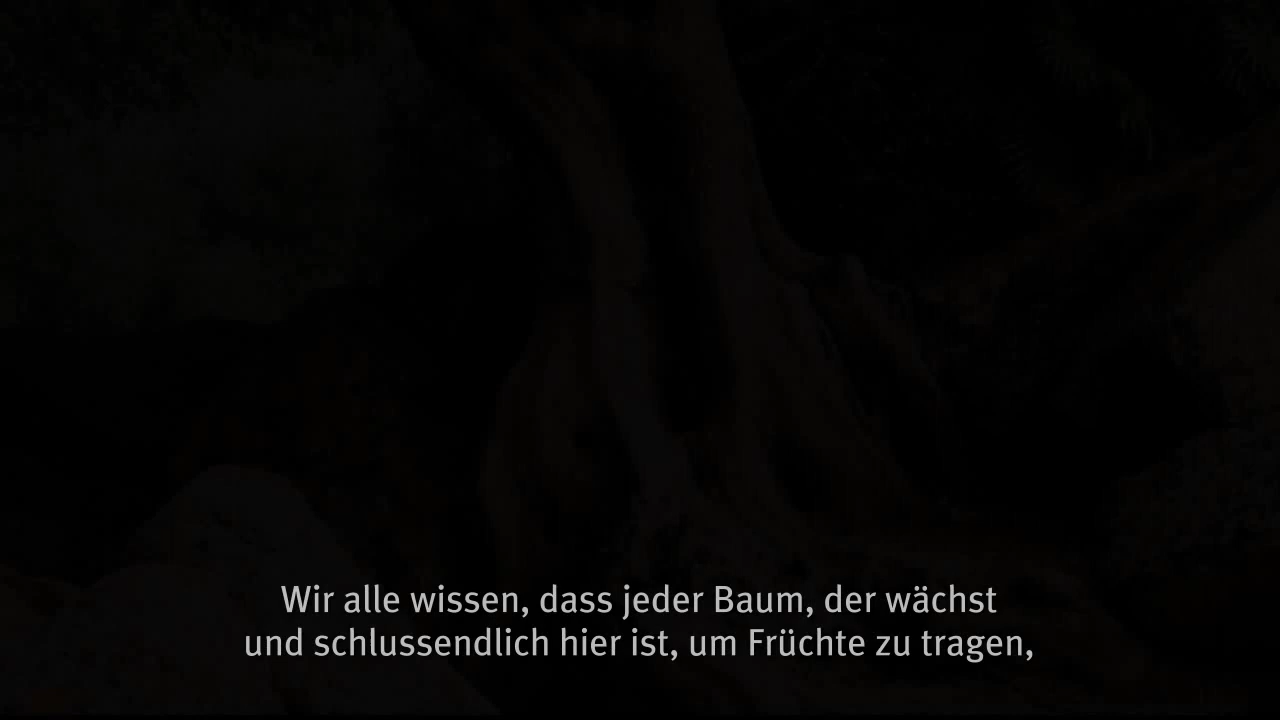 Wir alle wissen, dass jeder Baum, der wächst
und schlussendlich hier ist, um Früchte zu tragen,